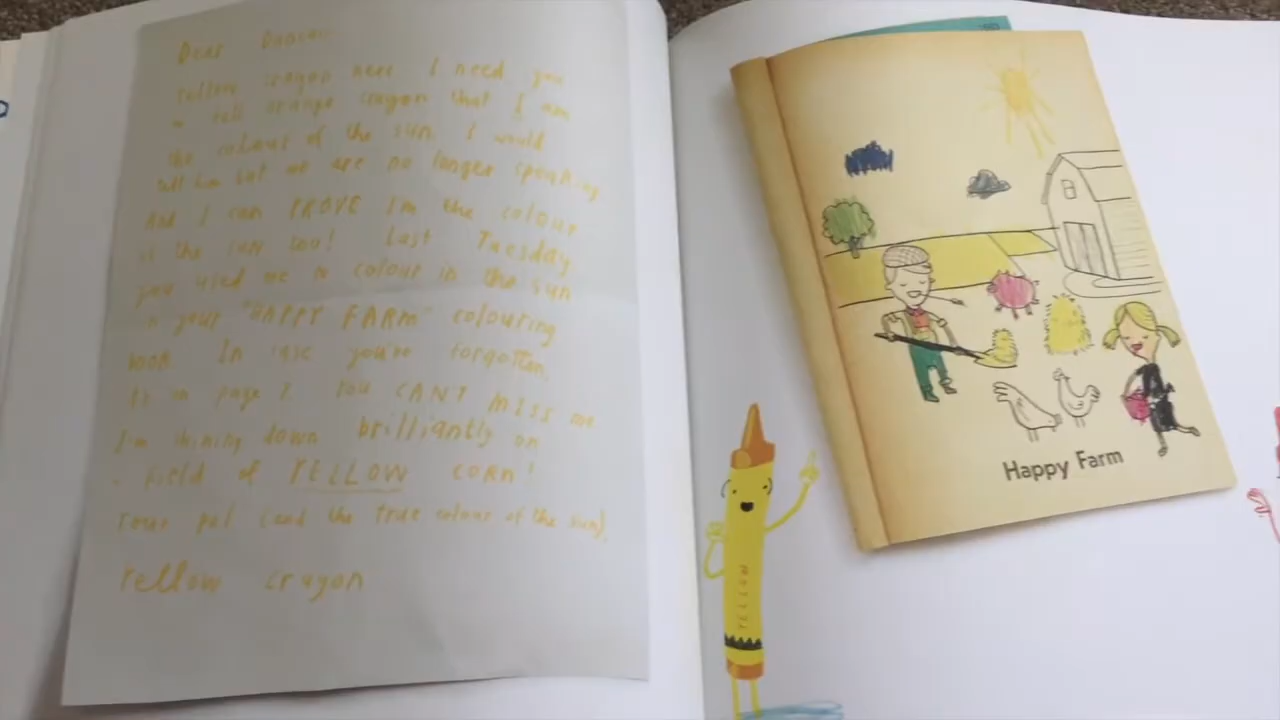 Dear Duncan,
Yellow crayon here. I need you
to tell orange crayon that I am
the colour of the sun. I would
tell him but we are no longer speaking.
And I can PROVE I'm the colour
of the sun too! Last Tuesday,
you used me to colour in the sun
in your "HAPPY FARM" colouring
book. In case you've forgotten,
it's on page 7. You CAN'T MISS me.
I'm shining down brilliantly on
a field of YELLOW CORN!
Your pal (and the true colour of the sun),
Yellow crayon
Happy Farm
YELLOW